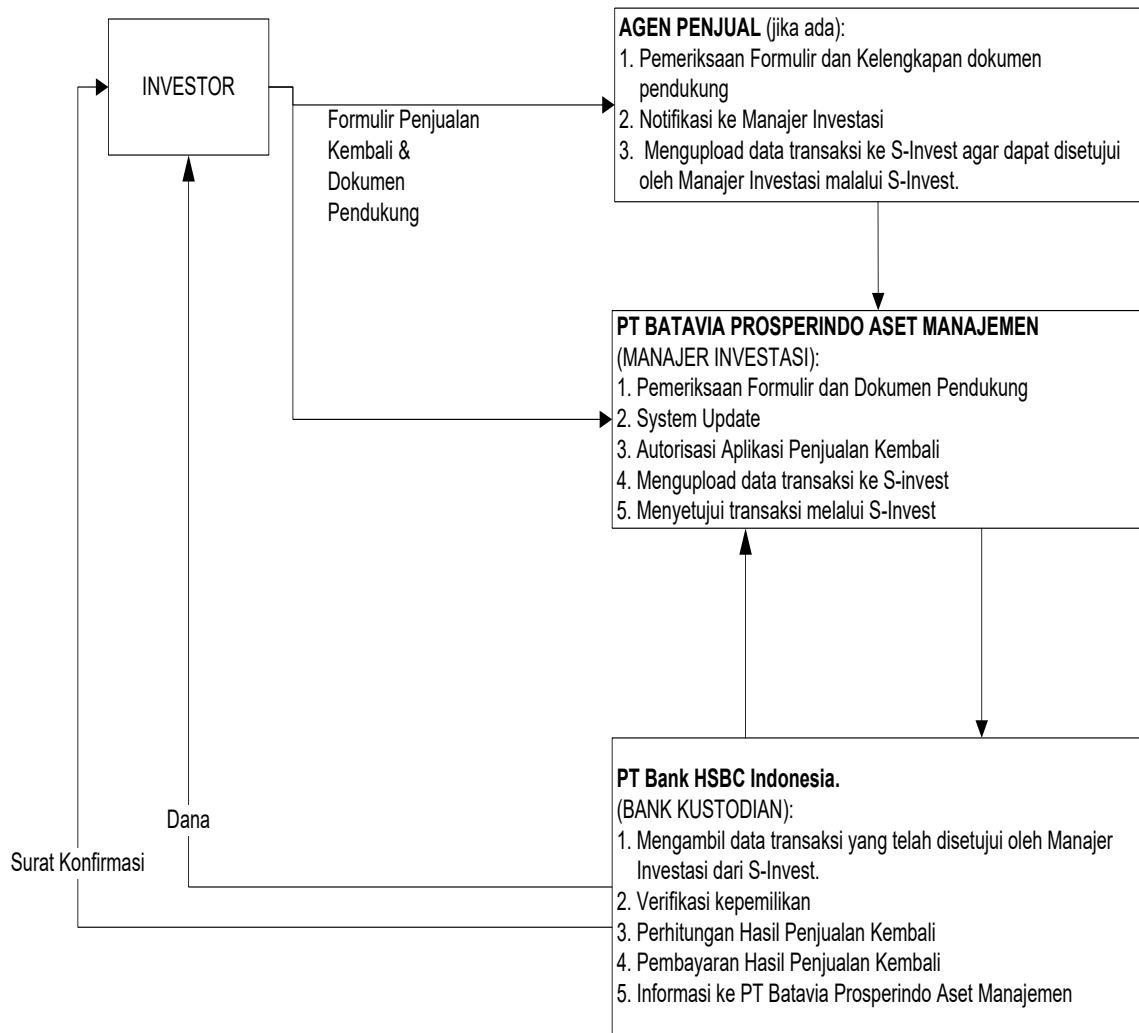 INVESTOR
Formulir Penjualan
Kembali &
Dokumen
Pendukung
AGEN PENJUAL (jika ada):
1. Pemeriksaan Formulir dan Kelengkapan dokumen
pendukung
2. Notifikasi ke Manajer Investasi
3. Mengupload data transaksi ke S-Invest agar dapat disetujui
oleh Manajer Investasi malalui S-Invest.
PT BATAVIA PROSPERINDO ASET MANAJEMEN
(MANAJER INVESTASI):
1. Pemeriksaan Formulir dan Dokumen Pendukung
2. System Update
3. Autorisasi Aplikasi Penjualan Kembali
4. Mengupload data transaksi ke S-invest
5. Menyetujui transaksi melalui S-Invest
PT Bank HSBC Indonesia.
(BANK KUSTODIAN):
1. Mengambil data transaksi yang telah disetujui oleh Manajer
Investasi dari S-Invest.
2. Verifikasi kepemilikan
3. Perhitungan Hasil Penjualan Kembali
4. Pembayaran Hasil Penjualan Kembali
5. Informasi ke PT Batavia Prosperindo Aset Manajemen
Dana
Surat Konfirmasi